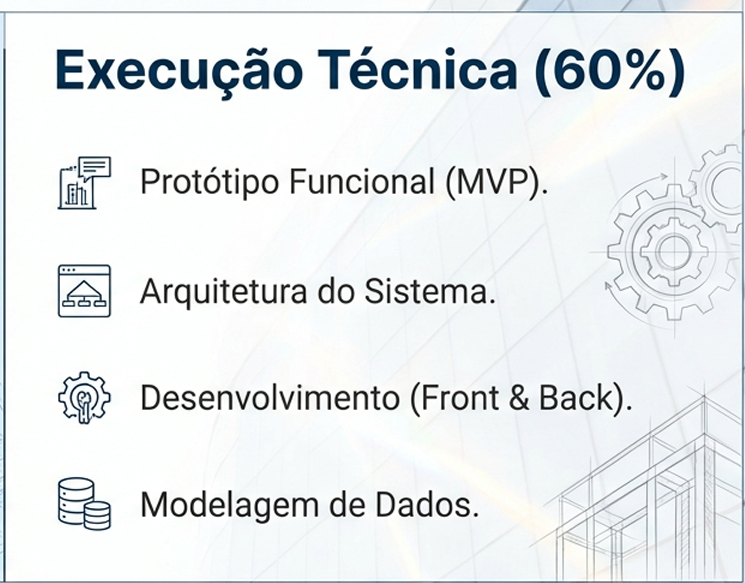 Execução Técnica (60%)
Protótipo Funcional (MVP).
Arquitetura do Sistema.
Desenvolvimento (Front & Back).
Modelagem de Dados.